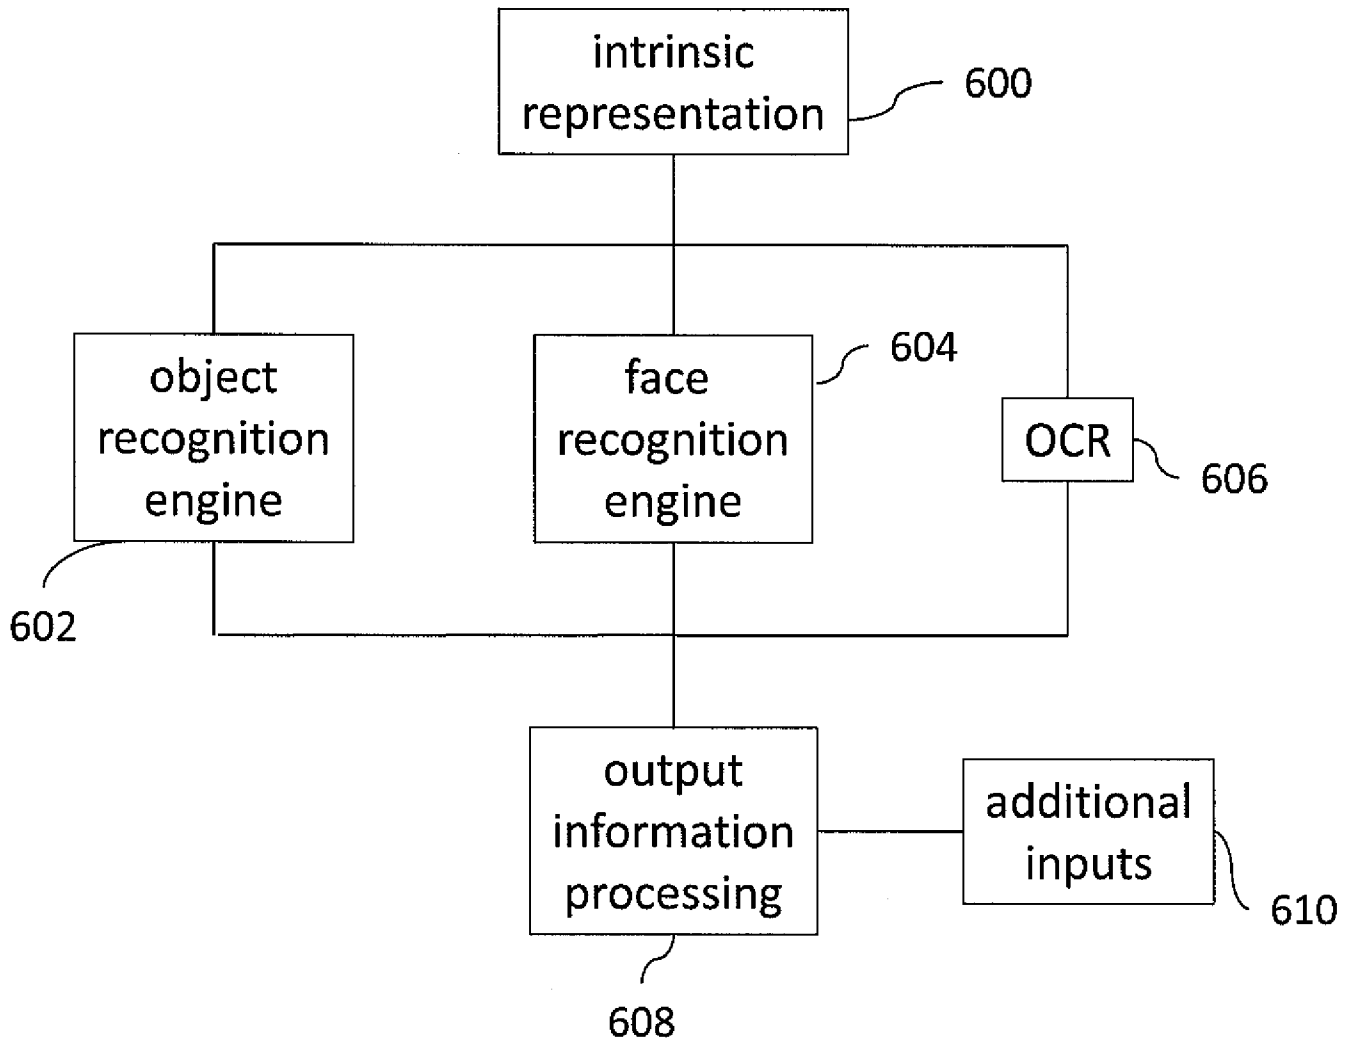 intrinsic
representation
600
object
recognition
engine
602
face
recognition
engine
604
OCR
606
output
information
processing
608
additional
inputs
610